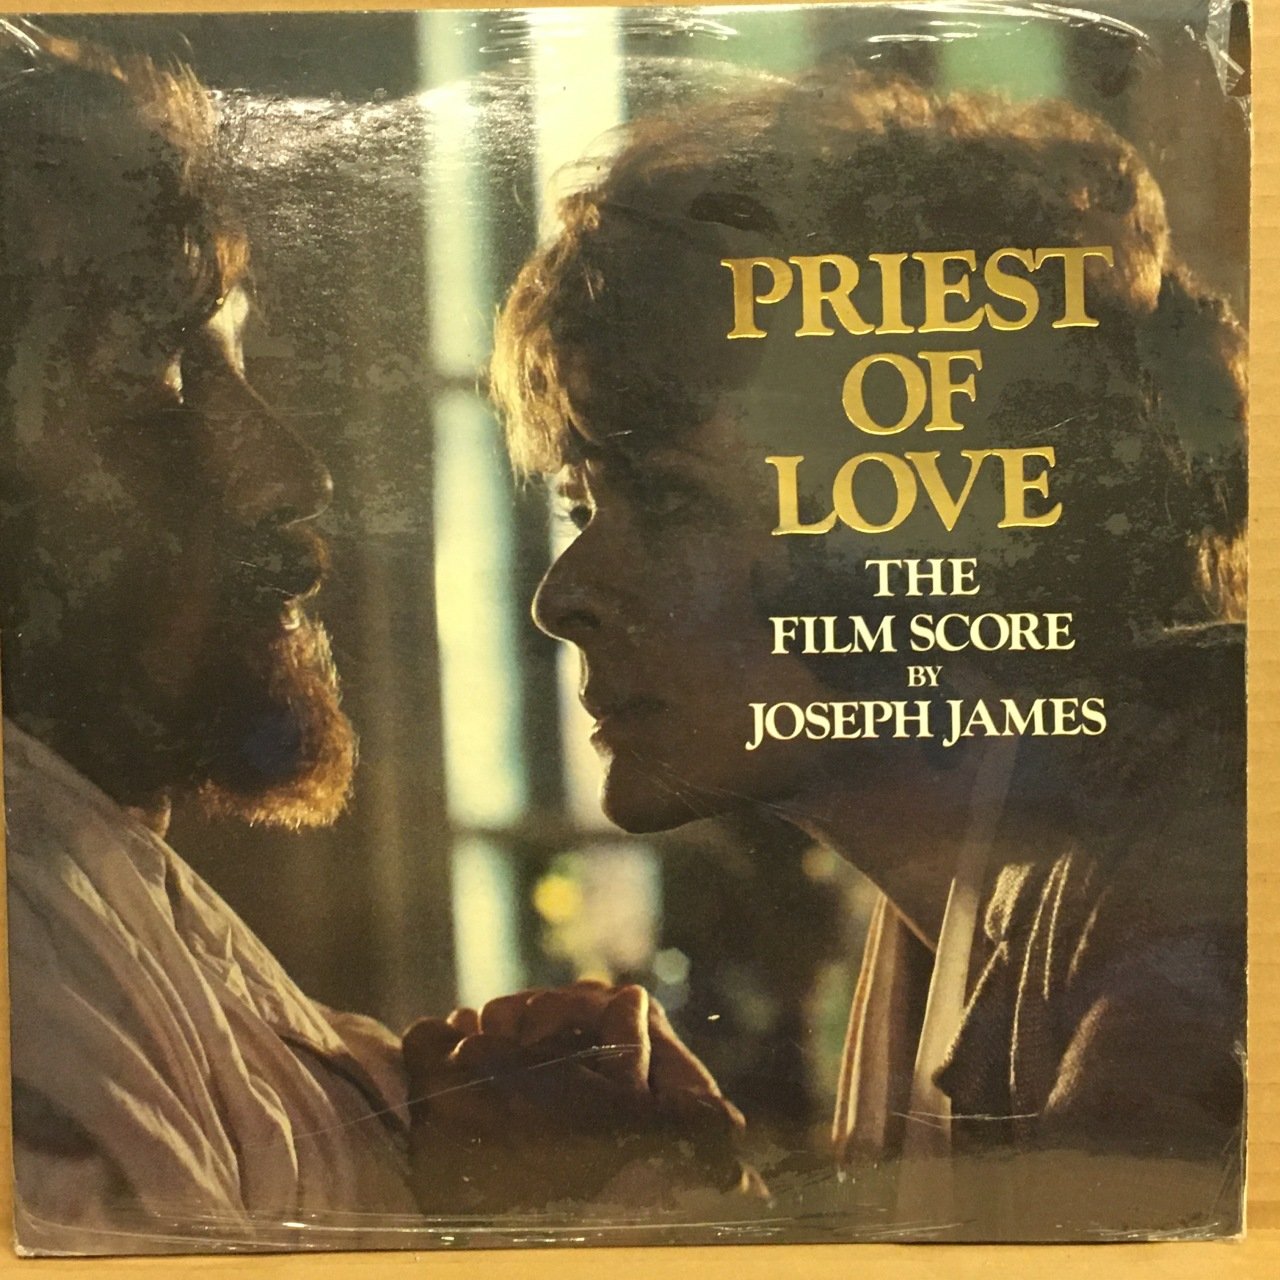 PRIEST
OF
LOVE
THE
FILM SCORE
BY
JOSEPH JAMES